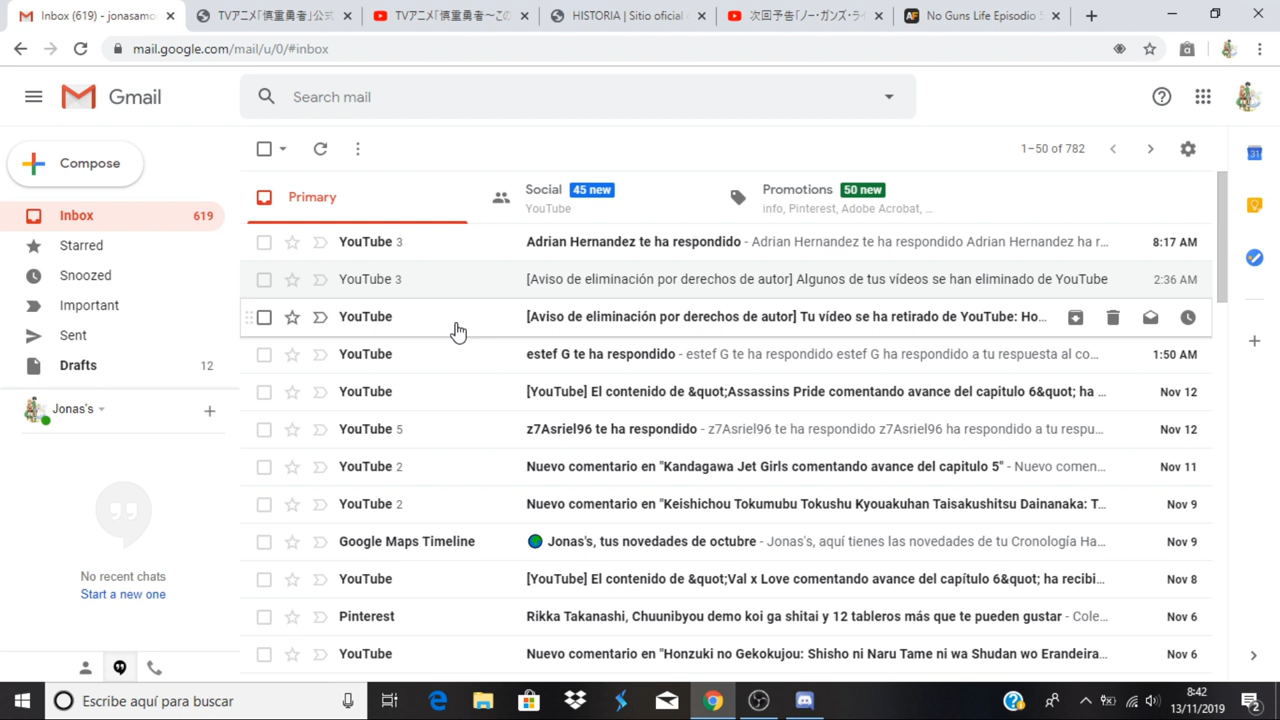 Inbox (619) - jonasamo
TVアニメ「慎重勇者」公式
TVアニメ「慎重勇者～この
HISTORIA | Sitio oficial
次回予告「ノー・ガンズ・ライ
AF No Guns Life Episodio 5
mail.google.com/mail/u/0/#inbox
Gmail
Search mail
Compose
1–50 of 782
Inbox 619
Starred
Snoozed
Important
Sent
Drafts 12
Jonas's
No recent chats
Start a new one
Primary
Social 45 new
YouTube
Promotions 50 new
info, Pinterest, Adobe Acrobat, ...
YouTube 3 Adrian Hernandez te ha respondido - Adrian Hernandez te ha respondido Adrian Hernandez ha r... 8:17 AM
YouTube 3 [Aviso de eliminación por derechos de autor] Algunos de tus vídeos se han eliminado de YouTube 2:36 AM
YouTube [Aviso de eliminación por derechos de autor] Tu vídeo se ha retirado de YouTube: Ho...
YouTube estef G te ha respondido - estef G te ha respondido estef G ha respondido a tu respuesta al co... 1:50 AM
YouTube [YouTube] El contenido de &quot;Assassins Pride comentando avance del capitulo 6&quot; ha ... Nov 12
YouTube 5 z7Asriel96 te ha respondido - z7Asriel96 te ha respondido z7Asriel96 ha respondido a tu respu... Nov 12
YouTube 2 Nuevo comentario en "Kandagawa Jet Girls comentando avance del capitulo 5" - Nuevo comen... Nov 11
YouTube 2 Nuevo comentario en "Keishichou Tokumubu Tokushu Kyouakuhan Taisakushitsu Dainanaka: T... Nov 9
Google Maps Timeline Jonas's, tus novedades de octubre - Jonas's, aquí tienes las novedades de tu Cronología Ha... Nov 9
YouTube [YouTube] El contenido de &quot;Val x Love comentando avance del capítulo 6&quot; ha recibi... Nov 8
Pinterest Rikka Takanashi, Chuunibyou demo koi ga shitai y 12 tableros más que te pueden gustar - Cole... Nov 6
YouTube Nuevo comentario en "Honzuki no Gekokujou: Shisho ni Naru Tame ni wa Shudan wo Erandeira... Nov 6
31
Escribe aquí para buscar
8:42
13/11/2019
2